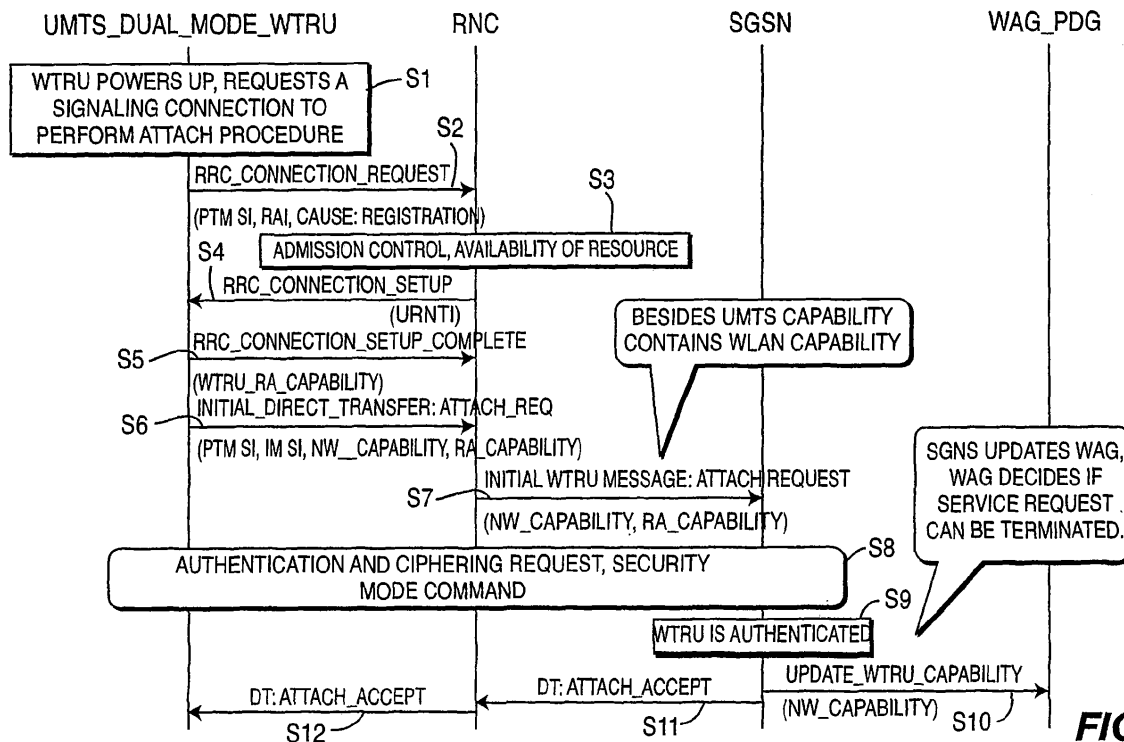 UMTS_DUAL_MODE_WTRU RNC SGSN WAG_PDG
WTRU POWERS UP, REQUESTS A
SIGNALING CONNECTION TO
PERFORM ATTACH PROCEDURE
S1
S2
RRC_CONNECTION_REQUEST
(PTM SI, RAI, CAUSE: REGISTRATION)
S3
ADMISSION CONTROL, AVAILABILITY OF RESOURCE
S4
RRC_CONNECTION_SETUP
(URNTI)
BESIDES UMTS CAPABILITY
CONTAINS WLAN CAPABILITY
RRC_CONNECTION_SETUP_COMPLETE
S5
(WTRU_RA_CAPABILITY)
INITIAL_DIRECT_TRANSFER: ATTACH_REQ
S6
(PTM SI, IM SI, NW__CAPABILITY, RA_CAPABILITY)
INITIAL WTRU MESSAGE: ATTACH REQUEST
S7
(NW_CAPABILITY, RA_CAPABILITY)
SGNS UPDATES WAG,
WAG DECIDES IF
SERVICE REQUEST
CAN BE TERMINATED.
S8
AUTHENTICATION AND CIPHERING REQUEST, SECURITY
MODE COMMAND
S9
WTRU IS AUTHENTICATED
UPDATE_WTRU_CAPABILITY
(NW_CAPABILITY)
S10
DT: ATTACH_ACCEPT
S11
DT: ATTACH_ACCEPT
S12
FIG